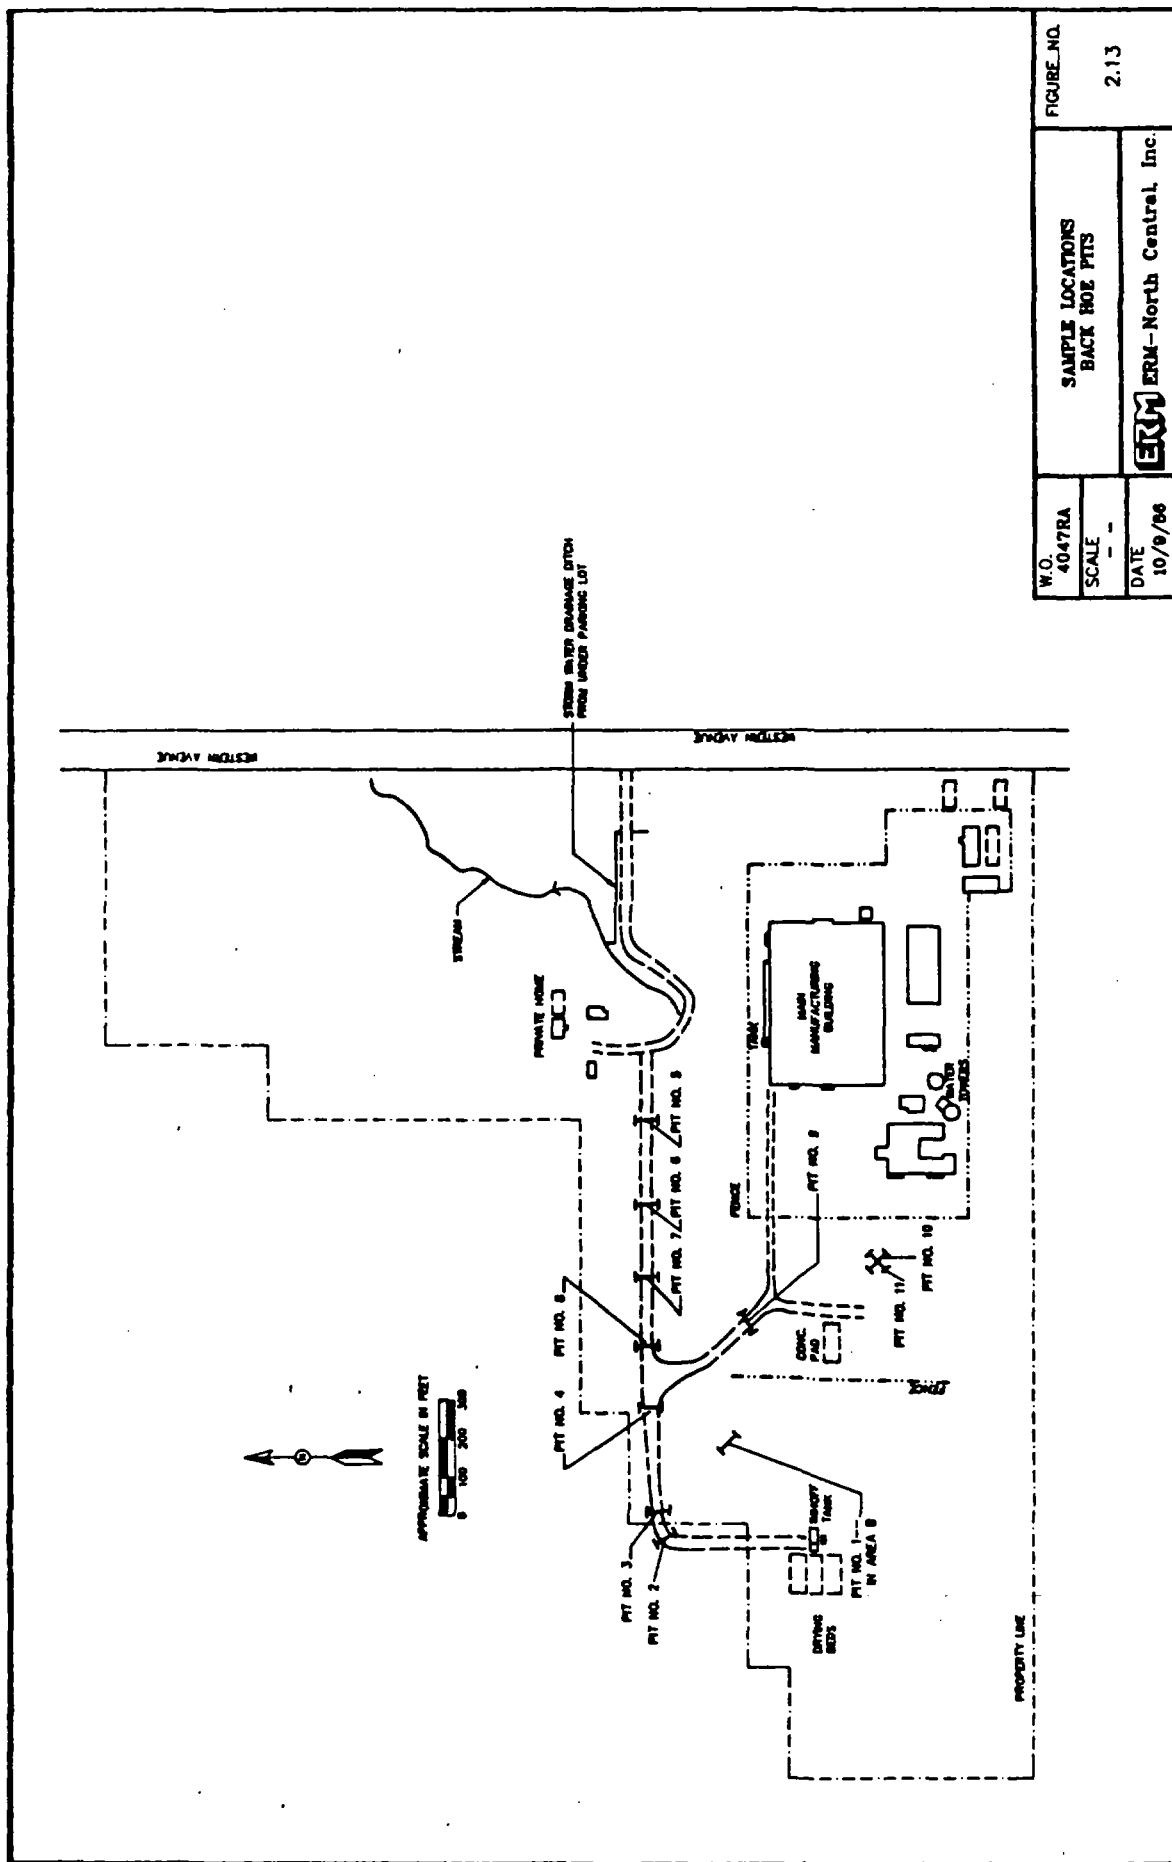 APPROXIMATE SCALE IN FEET
0 100 200 300
WESTERN AVENUE
STREAM
PRIVATE HOME
STORM WATER DRAINAGE DITCH
FROM UNDER PARKING LOT
PIT NO. 4
PIT NO. 8
PIT NO. 7
PIT NO. 6
PIT NO. 5
PIT NO. 3
PIT NO. 2
WESTERN AVENUE
FENCE
PIT NO. 9
MAIN
MANUFACTURING
BUILDING
CONC.
PAD
WATER
TOWERS
TANK
DRYING
BEDS
PIT NO. 1
IN AREA B
PIT NO. 11
PIT NO. 10
FENCE
PROPERTY LINE
W.O.
4047RA
SCALE
- -
DATE
10/9/86
SAMPLE LOCATIONS
BACK HOE PITS
ERM ERM-North Central, Inc.
FIGURE NO.
2.13